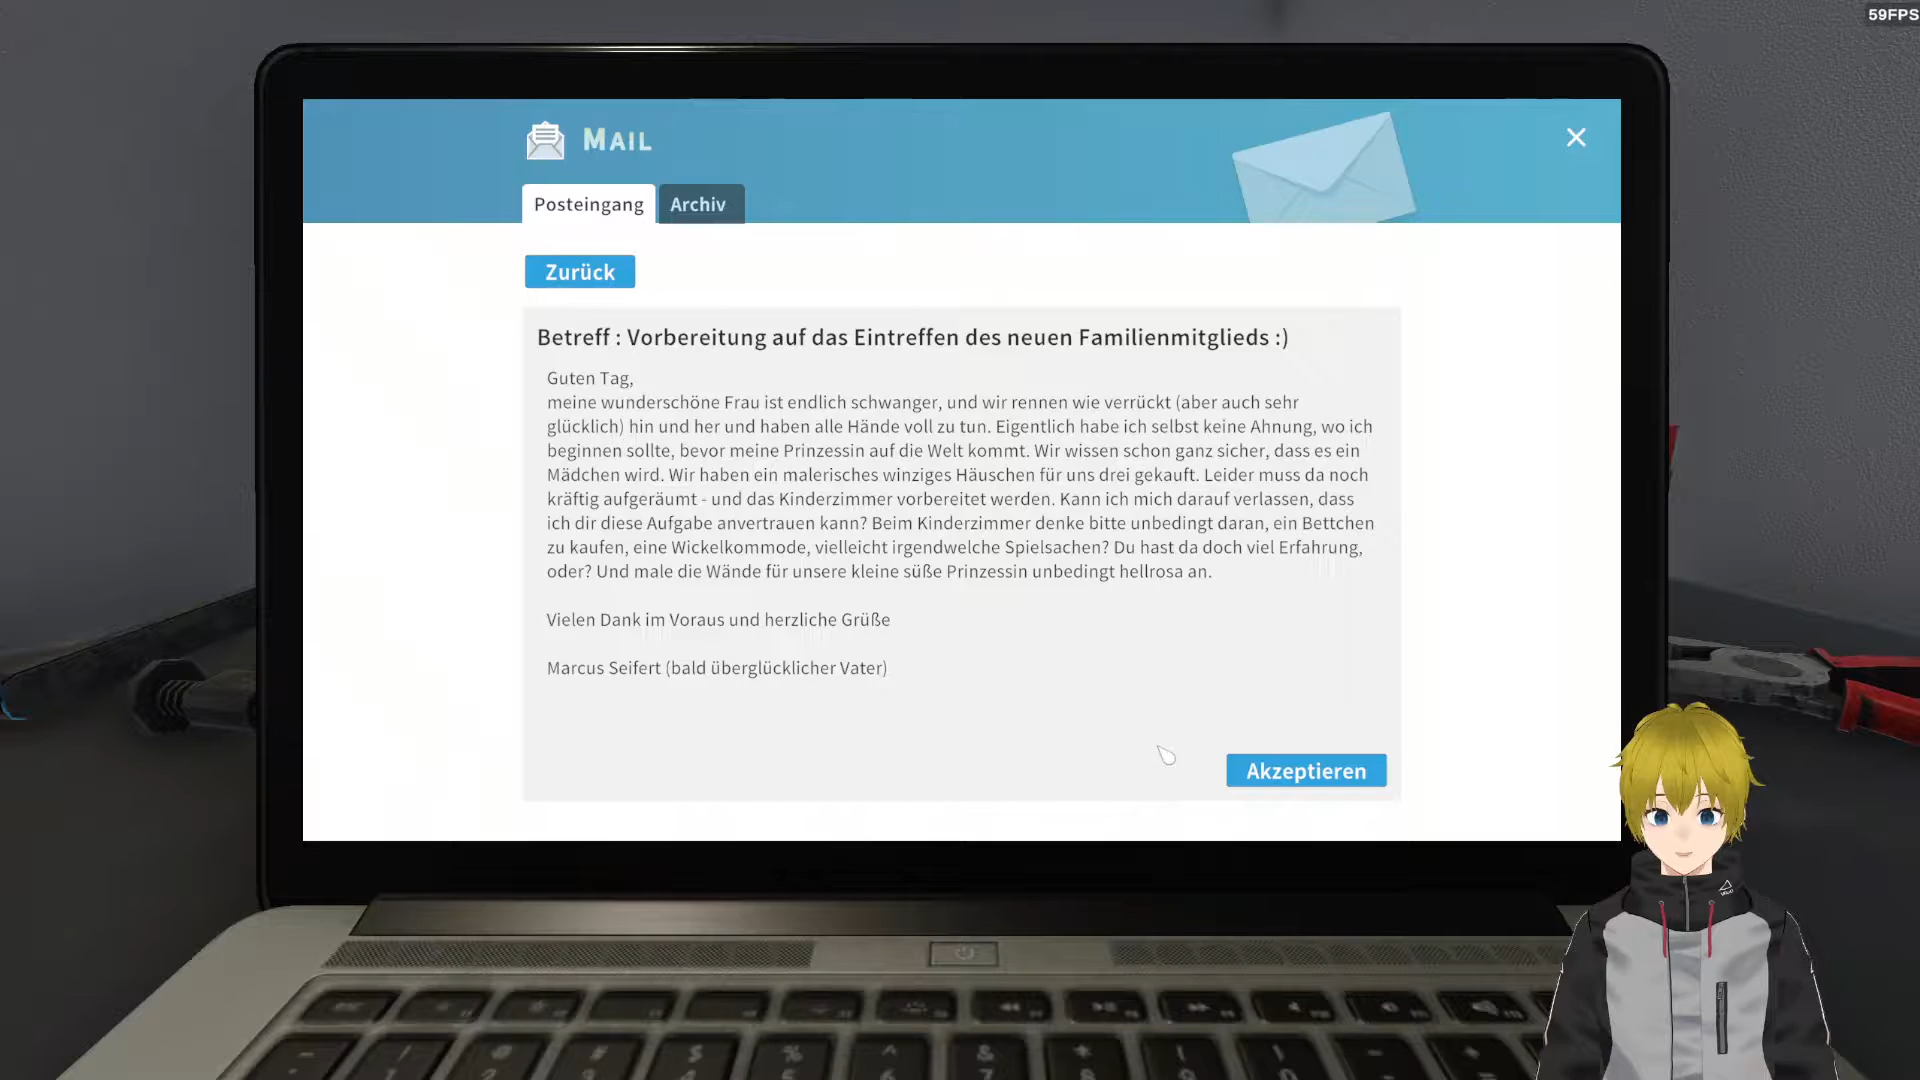 59FPS
MAIL
Posteingang
Archiv
Zurück
Betreff : Vorbereitung auf das Eintreffen des neuen Familienmitglieds :)
Guten Tag,
meine wunderschöne Frau ist endlich schwanger, und wir rennen wie verrückt (aber auch sehr
glücklich) hin und her und haben alle Hände voll zu tun. Eigentlich habe ich selbst keine Ahnung, wo ich
beginnen sollte, bevor meine Prinzessin auf die Welt kommt. Wir wissen schon ganz sicher, dass es ein
Mädchen wird. Wir haben ein malerisches winziges Häuschen für uns drei gekauft. Leider muss da noch
kräftig aufgeräumt - und das Kinderzimmer vorbereitet werden. Kann ich mich darauf verlassen, dass
ich dir diese Aufgabe anvertrauen kann? Beim Kinderzimmer denke bitte unbedingt daran, ein Bettchen
zu kaufen, eine Wickelkommode, vielleicht irgendwelche Spielsachen? Du hast da doch viel Erfahrung,
oder? Und male die Wände für unsere kleine süße Prinzessin unbedingt hellrosa an.
Vielen Dank im Voraus und herzliche Grüße
Marcus Seifert (bald überglücklicher Vater)
Akzeptieren